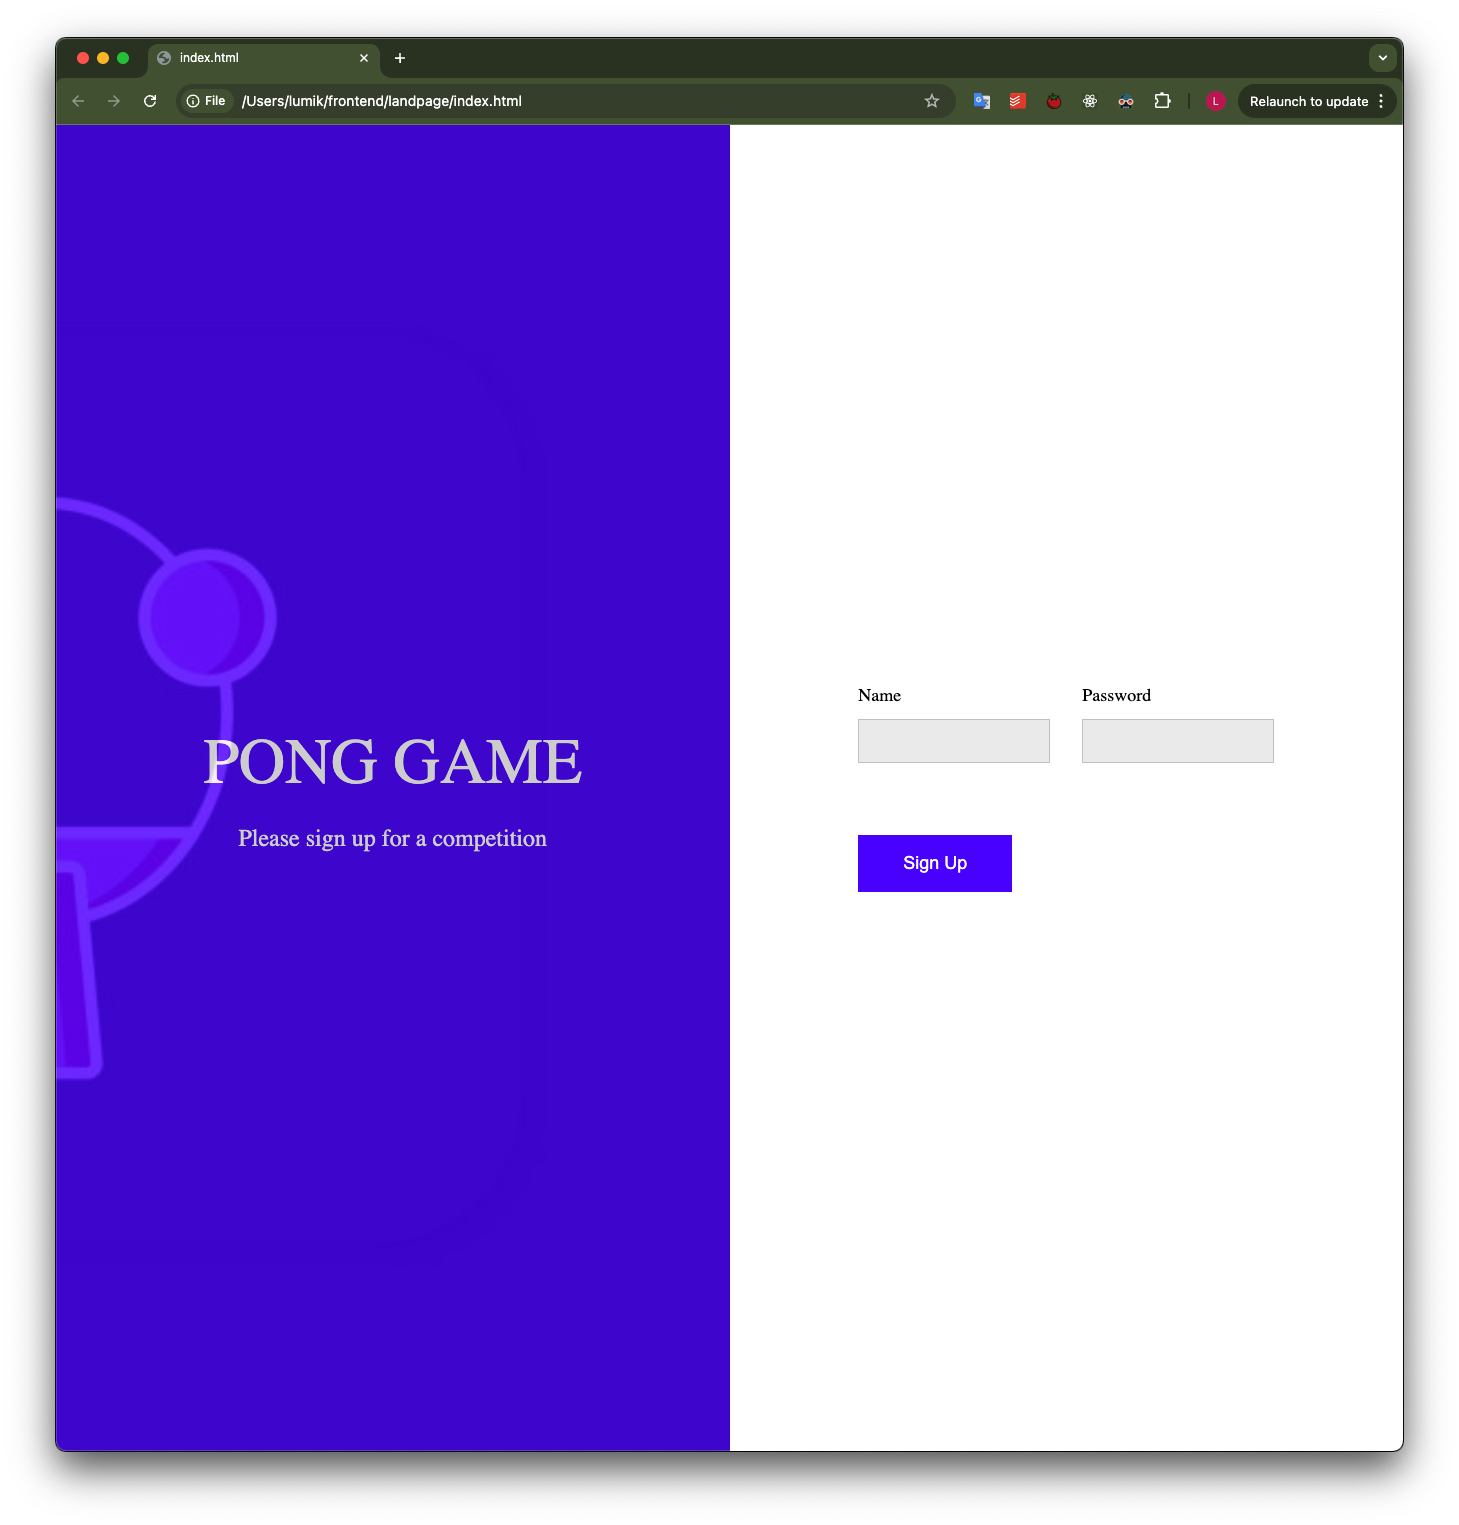 index.html
File
/Users/lumik/frontend/landpage/index.html
L
Relaunch to update
PONG GAME
Please sign up for a competition
Name
Password
Sign Up